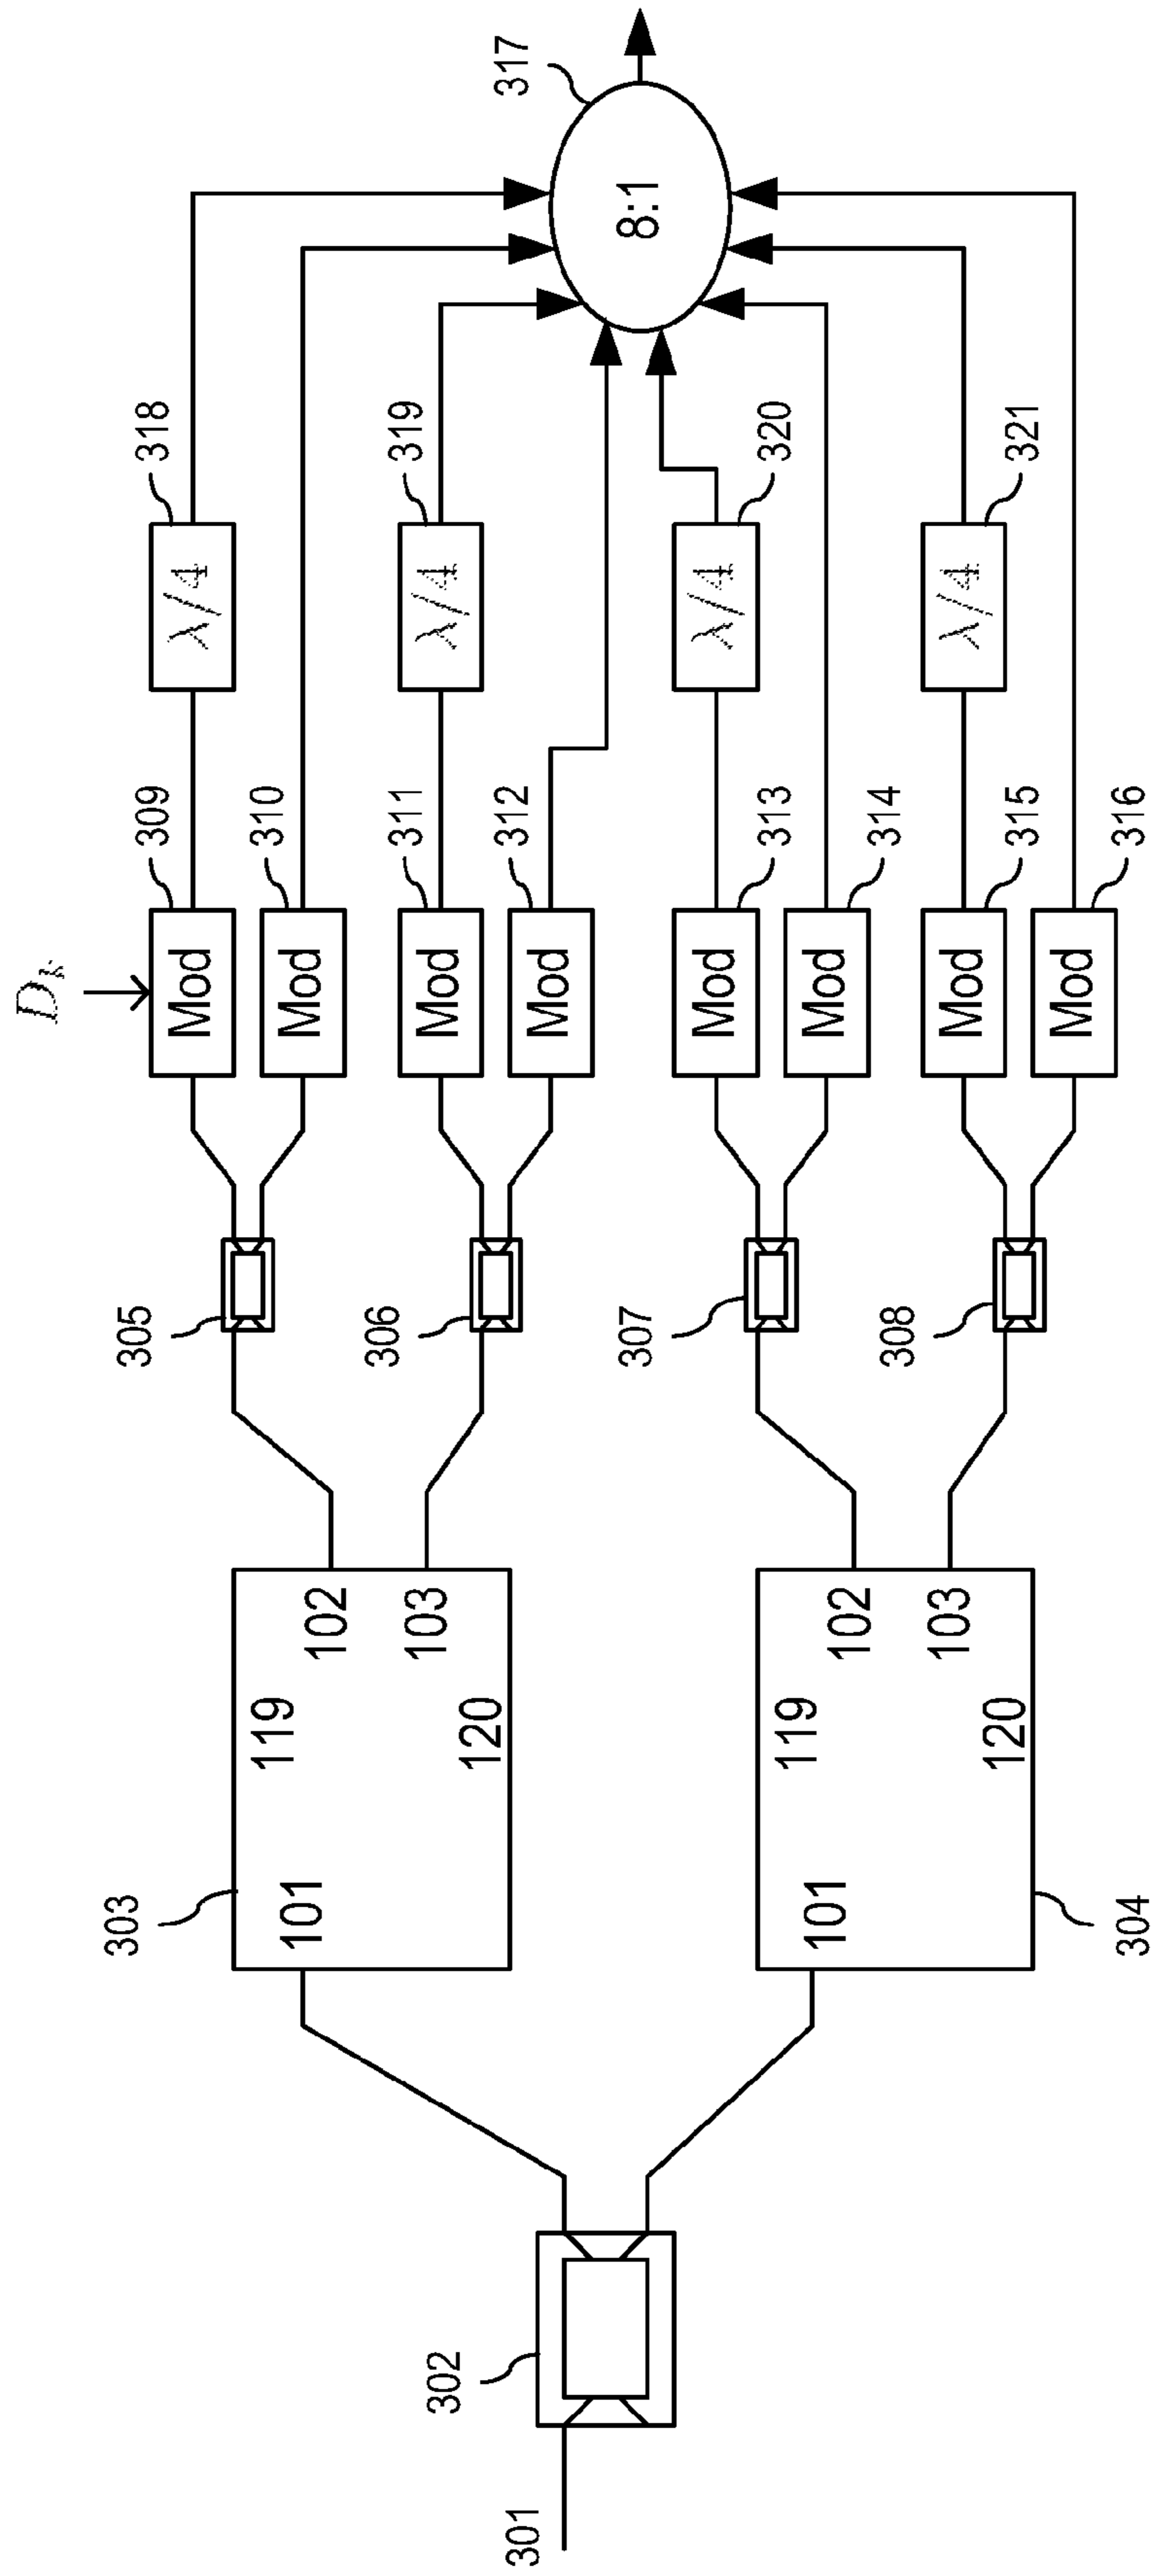 Dk
303 305 309 318
Mod λ/4
119 310
101 Mod
102
306 311 319
103 Mod λ/4
302 120
301 312 317
Mod
307 8:1
Mod λ/4
119 313 320
101 Mod
102 308 314
103 Mod λ/4
120 315 321
Mod
304 316